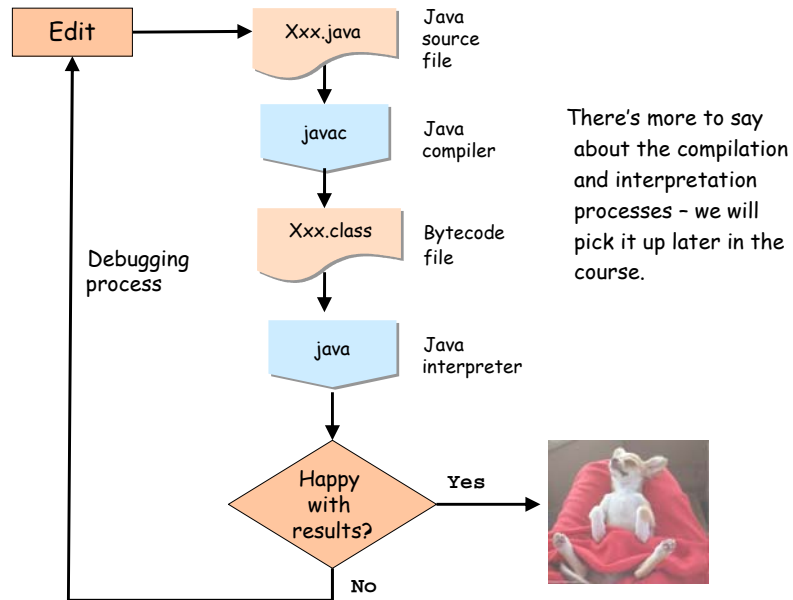 Edit
Xxx.java
Java
source
file
javac
Java
compiler
There's more to say
about the compilation
and interpretation
processes – we will
pick it up later in the
course.
Xxx.class
Bytecode
file
Debugging
process
java
Java
interpreter
Happy
with
results?
Yes
No